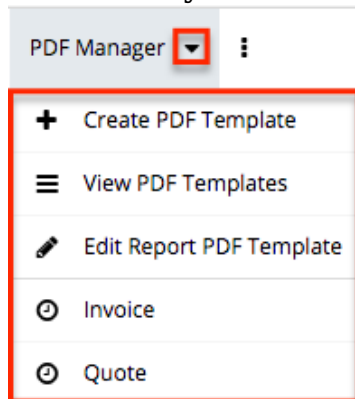 PDF Manager
Create PDF Template
View PDF Templates
Edit Report PDF Template
Invoice
Quote